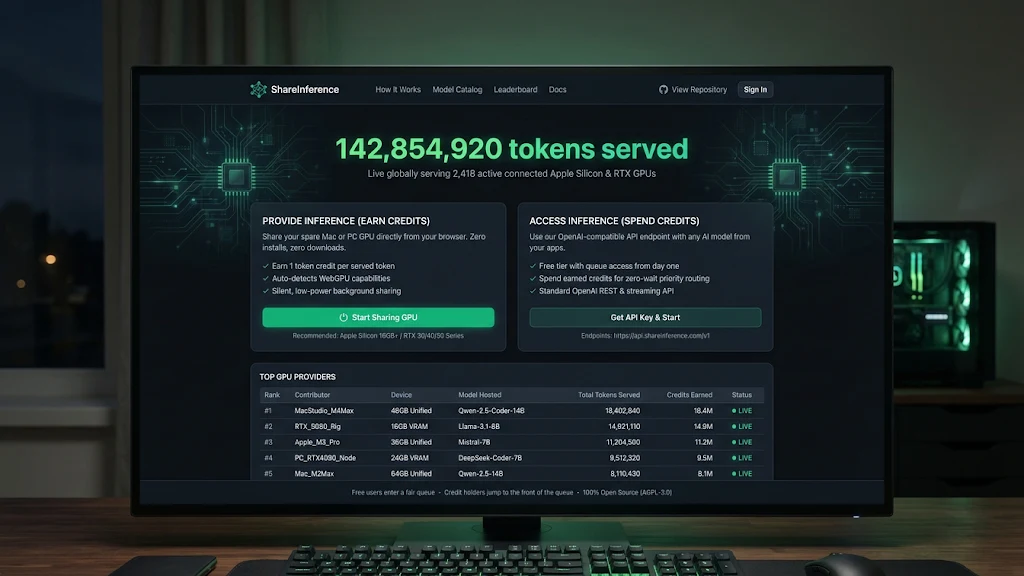 ShareInference
How It Works Model Catalog Leaderboard Docs
View Repository Sign In
142,854,920 tokens served
Live globally serving 2,418 active connected Apple Silicon & RTX GPUs
PROVIDE INFERENCE (EARN CREDITS)
Share your spare Mac or PC GPU directly from your browser. Zero
installs, zero downloads.
✓ Earn 1 token credit per served token
✓ Auto-detects WebGPU capabilities
✓ Silent, low-power background sharing
Start Sharing GPU
Recommended: Apple Silicon 16GB+ / RTX 30/40/50 Series
ACCESS INFERENCE (SPEND CREDITS)
Use our OpenAI-compatible API endpoint with any AI model from
your apps.
✓ Free tier with queue access from day one
✓ Spend earned credits for zero-wait priority routing
✓ Standard OpenAI REST & streaming API
Get API Key & Start
Endpoints: https://api.shareinference.com/v1
TOP GPU PROVIDERS
Rank Contributor Device Model Hosted Total Tokens Served Credits Earned Status
#1 MacStudio_M4Max 48GB Unified Qwen-2.5-Coder-14B 18,402,840 18.4M LIVE
#2 RTX_5080_Rig 16GB VRAM Llama-3.1-8B 14,921,110 14.9M LIVE
#3 Apple_M3_Pro 36GB Unified Mistral-7B 11,204,500 11.2M LIVE
#4 PC_RTX4090_Node 24GB VRAM DeepSeek-Coder-7B 9,512,320 9.5M LIVE
#5 Mac_M2Max 64GB Unified Qwen-2.5-14B 8,110,430 8.1M LIVE
Free users enter a fair queue - Credit holders jump to the front of the queue - 100% Open Source (AGPL-3.0)